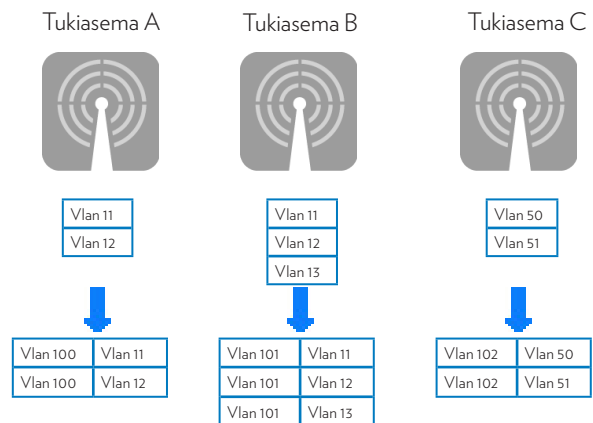 Tukiasema A
Tukiasema B
Tukiasema C
Vlan 11
Vlan 12
Vlan 11
Vlan 12
Vlan 13
Vlan 50
Vlan 51
Vlan 100 Vlan 11
Vlan 100 Vlan 12
Vlan 101 Vlan 11
Vlan 101 Vlan 12
Vlan 101 Vlan 13
Vlan 102 Vlan 50
Vlan 102 Vlan 51